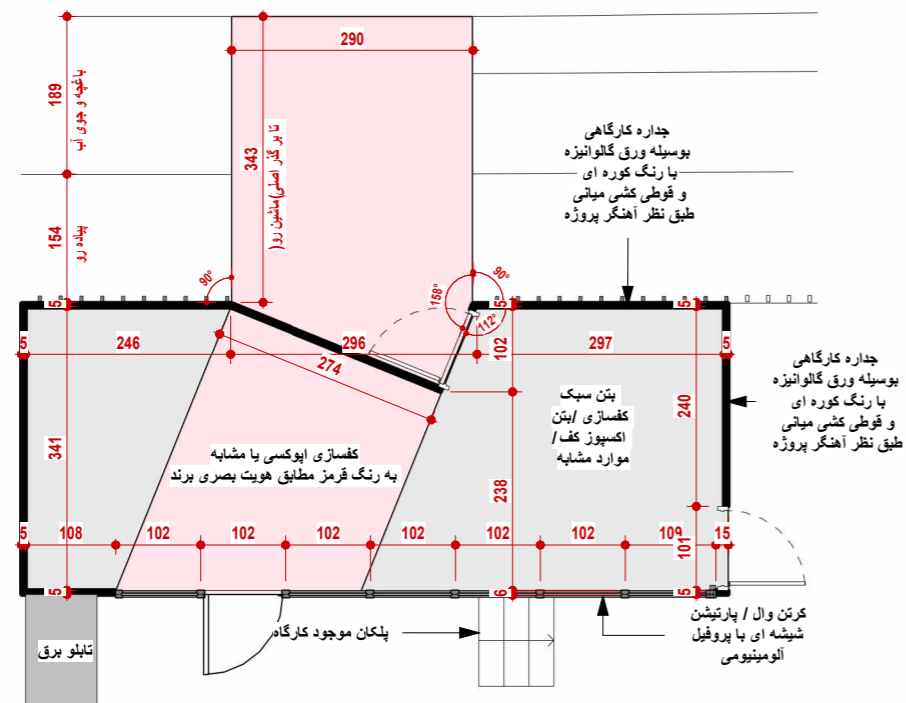 290
189
باغچه و جوی آب
343
تا بر گذر اصلی(ماشین رو(
154
پیاده رو
جداره کارگاهی
بوسیله ورق گالوانیزه
با رنگ کوره ای
و قوطی کشی میانی
طبق نظر آهنگر پروژه
90°
90°
158°
112°
5
5
5
5
246
296
297
5
102
274
جداره کارگاهی
بوسیله ورق گالوانیزه
با رنگ کوره ای
و قوطی کشی میانی
طبق نظر آهنگر پروژه
240
بتن سبک
کفسازی /بتن
اکسپوز کف/
موارد مشابه
341
کفسازی اپوکسی یا مشابه
به رنگ قرمز مطابق هویت بصری برند
238
5
108
102
102
102
102
102
102
109
15
101
5
6
5
کرتن وال / پارتیشن
شیشه ای با پروفیل
آلومینیومی
پلکان موجود کارگاه
تابلو برق